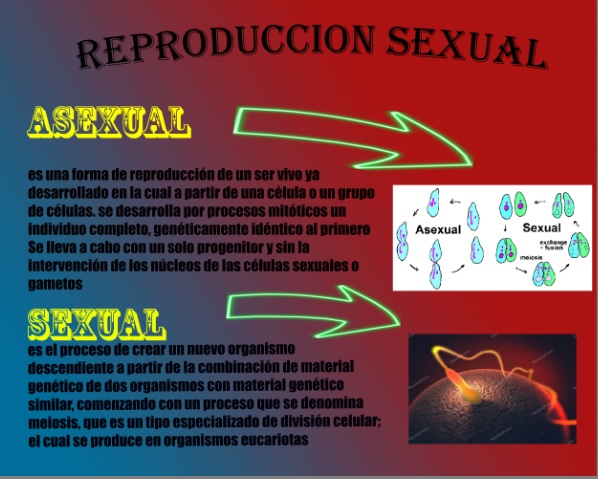 REPRODUCCION SEXUAL
ASEXUAL
es una forma de reproducción de un ser vivo ya
desarrollado en la cual a partir de una célula o un grupo
de células. se desarrolla por procesos mitóticos un
individuo completo, genéticamente idéntico al primero
Se lleva a cabo con un solo progenitor y sin la
intervención de los núcleos de las células sexuales o
gametos
Asexual
Sexual
exchange
+ fusion
meiosis
SEXUAL
es el proceso de crear un nuevo organismo
descendiente a partir de la combinación de material
genético de dos organismos con material genético
similar, comenzando con un proceso que se denomina
meiosis, que es un tipo especializado de división celular;
el cual se produce en organismos eucariotas